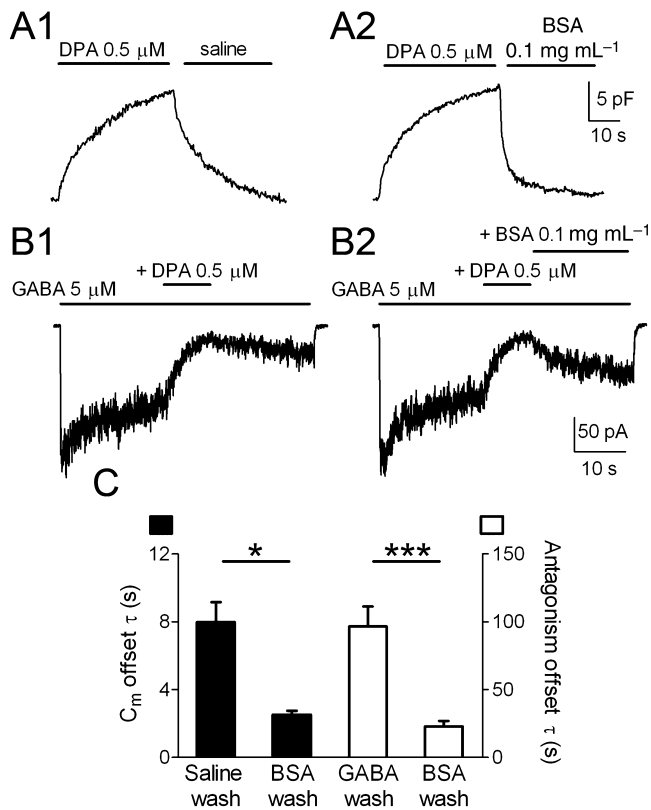 A1
DPA 0.5 μM
saline
A2
DPA 0.5 μM
BSA
0.1 mg mL⁻¹
5 pF
10 s
B1
+ DPA 0.5 μM
GABA 5 μM
B2
+ BSA 0.1 mg mL⁻¹
+ DPA 0.5 μM
GABA 5 μM
50 pA
10 s
C
*
***
12
8
4
0
Cₘ offset τ (s)
150
100
50
0
Antagonism offset τ (s)
Saline
wash
BSA
wash
GABA
wash
BSA
wash